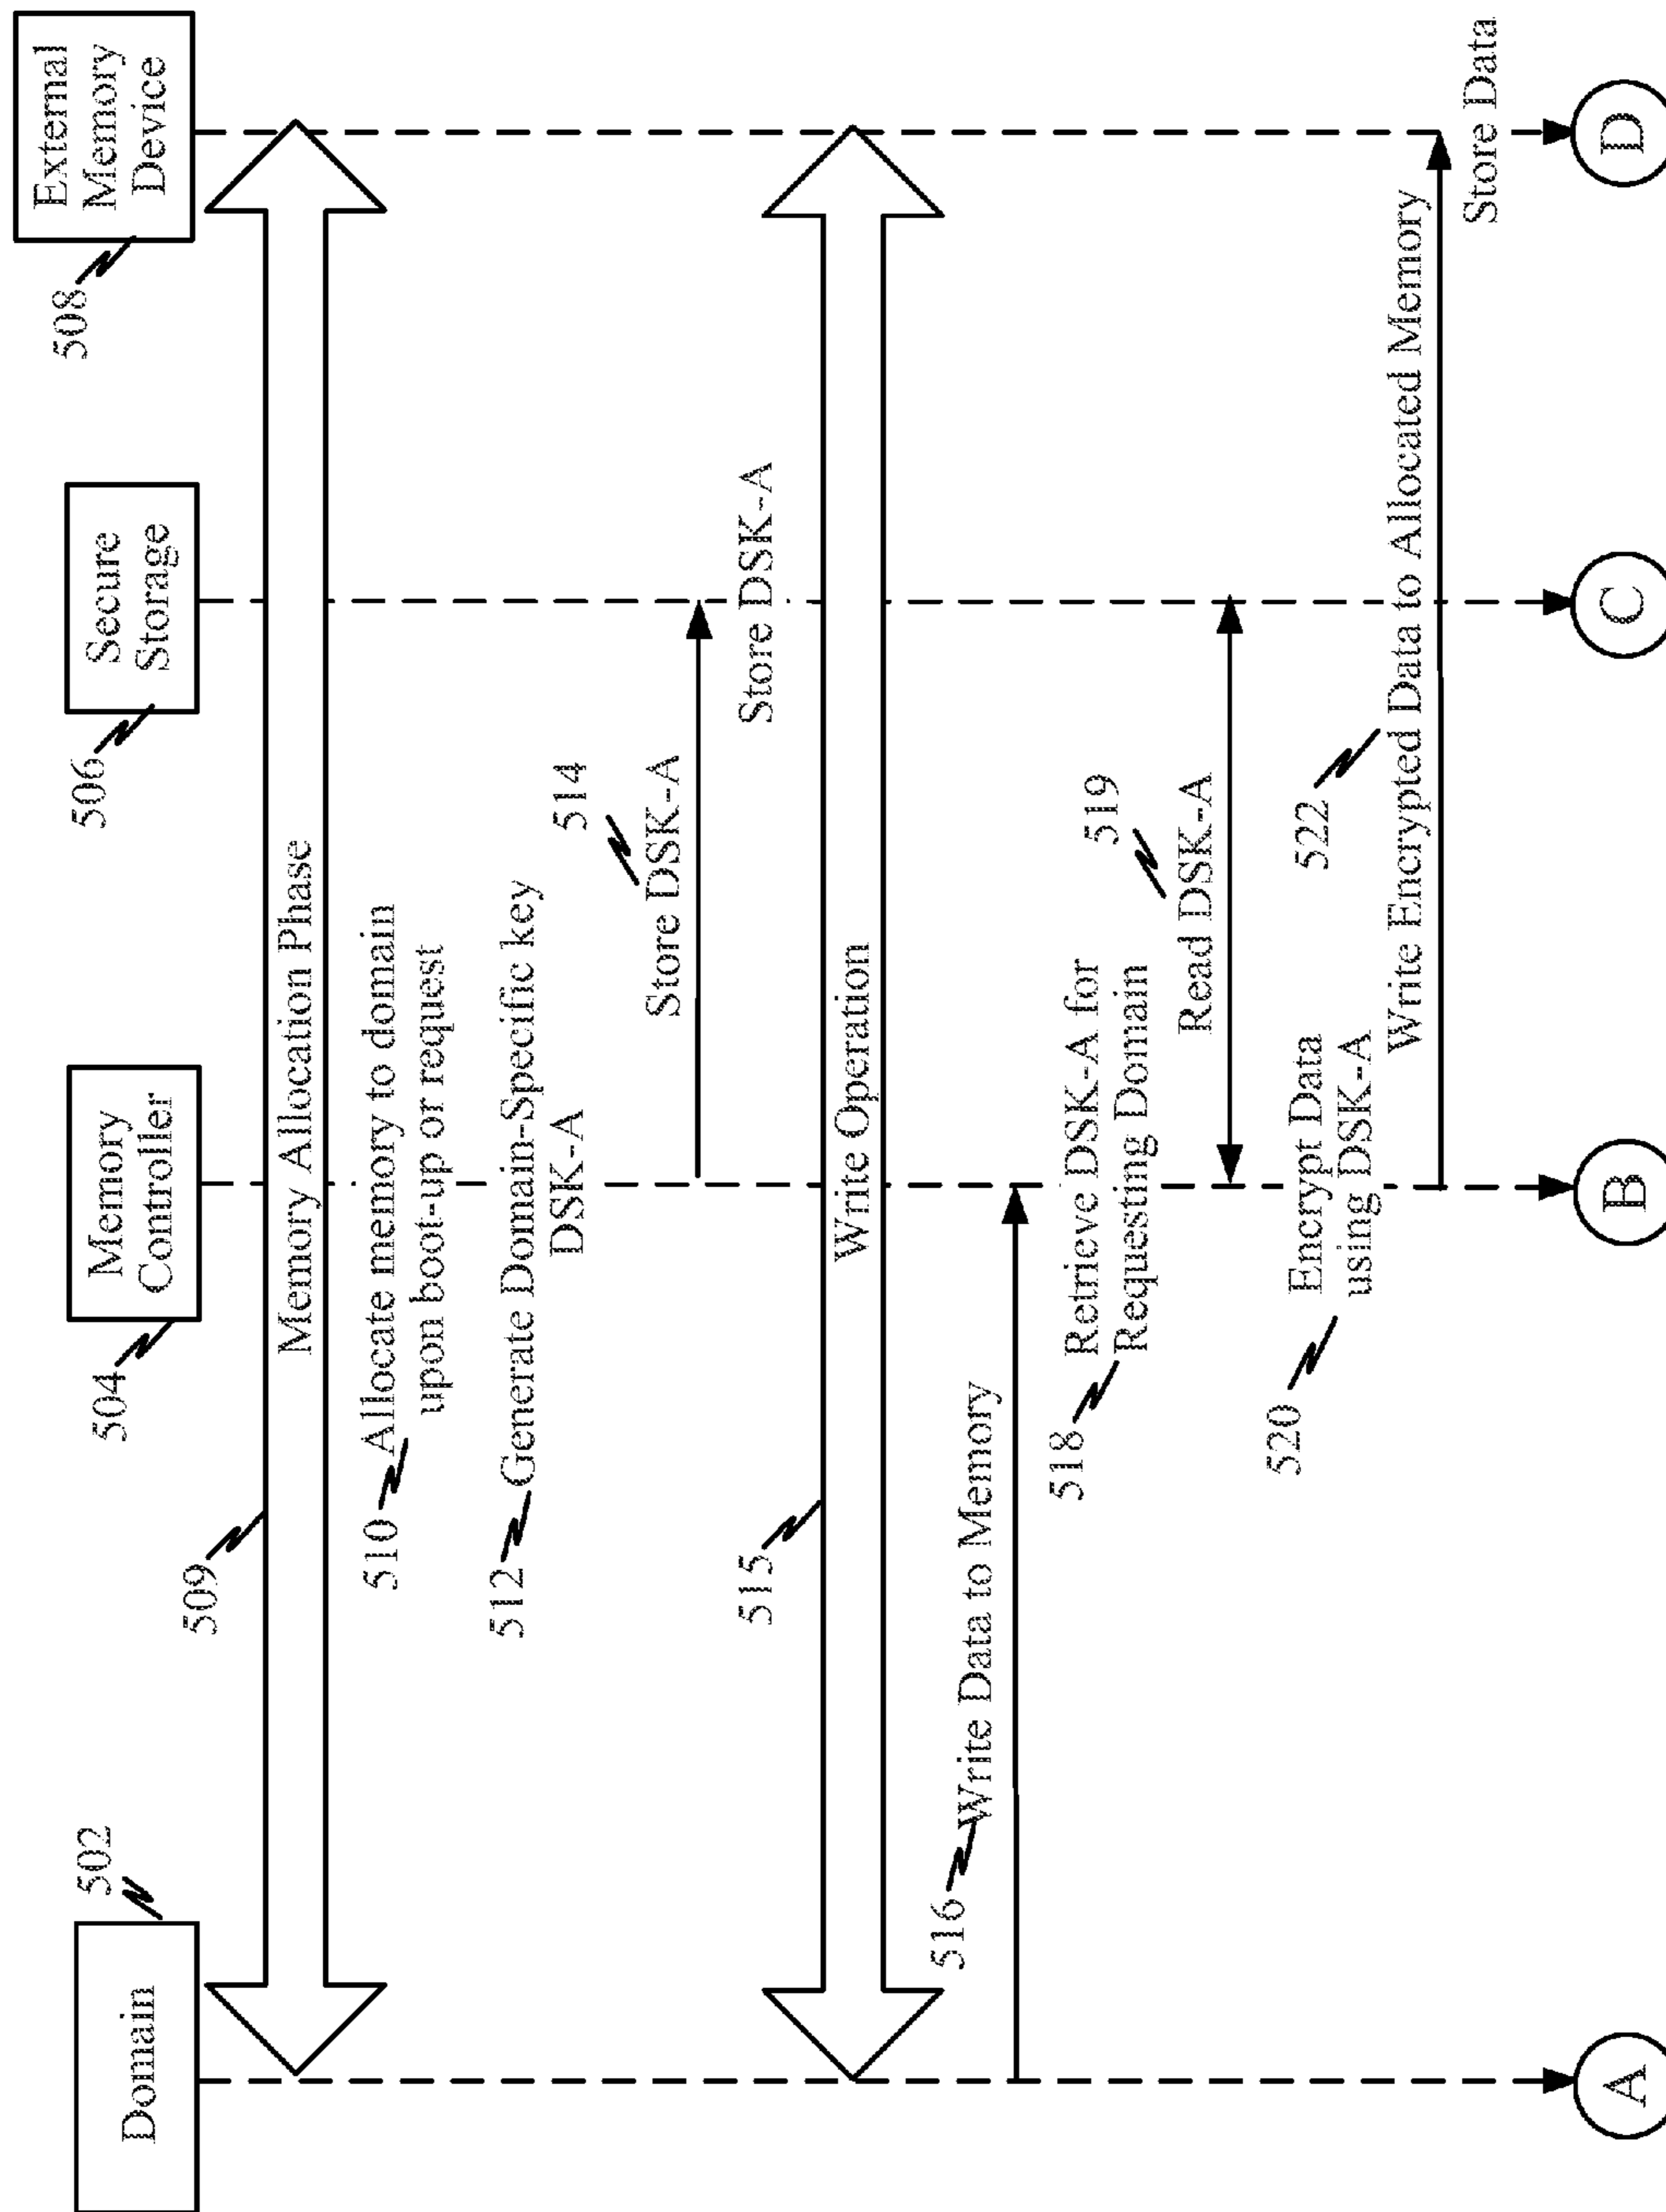 Domain
502
Memory
Controller
504
Secure
Storage
506
External
Memory
Device
508
509
Memory Allocation Phase
510
Allocate memory to domain
upon boot-up or request
512
Generate Domain-Specific key
DSK-A
514
Store DSK-A
Store DSK-A
515
Write Operation
516
Write Data to Memory
518
Retrieve DSK-A for
Requesting Domain
519
Read DSK-A
520
Encrypt Data
using DSK-A
522
Write Encrypted Data to Allocated Memory
Store Data
A
B
C
D